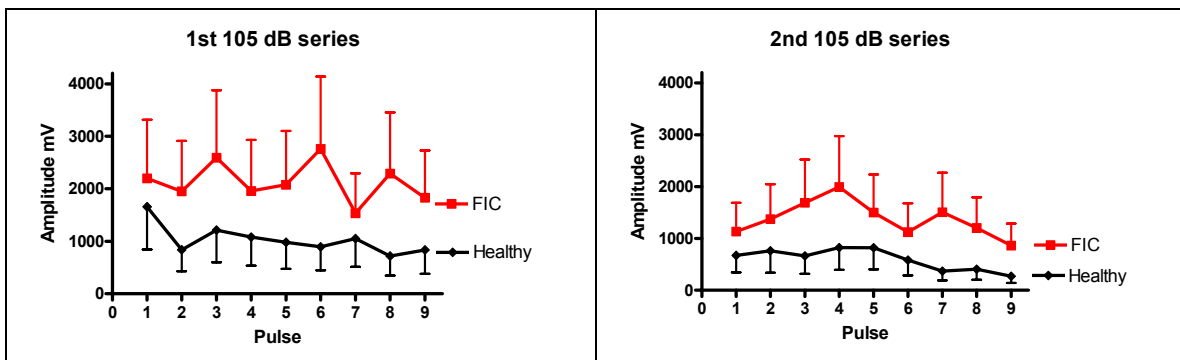 1st 105 dB series
Amplitude mV
4000
3000
2000
1000
0
0 1 2 3 4 5 6 7 8 9
Pulse
FIC
Healthy
2nd 105 dB series
Amplitude mV
4000
3000
2000
1000
0
0 1 2 3 4 5 6 7 8 9
Pulse
FIC
Healthy